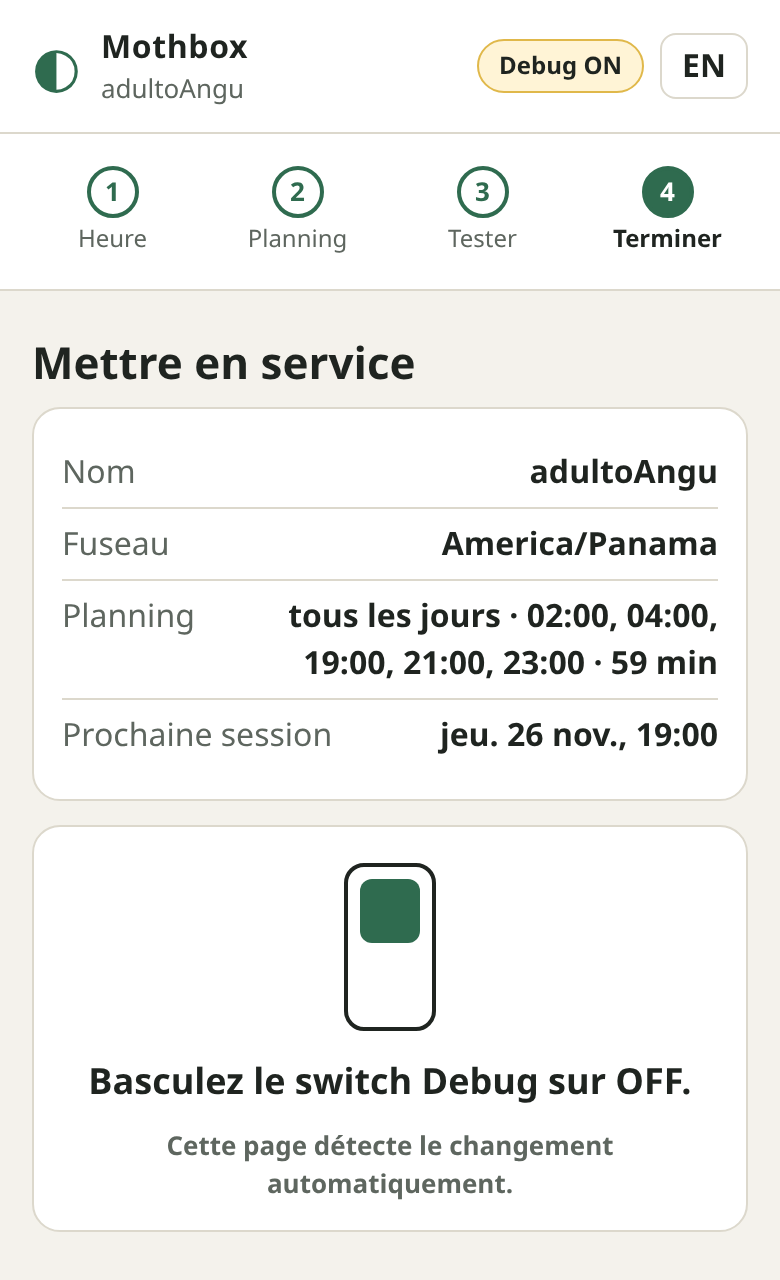 Mothbox
adultoAngu
Debug ON
EN
1
Heure
2
Planning
3
Tester
4
Terminer
Mettre en service
Nom
adultoAngu
Fuseau
America/Panama
Planning
tous les jours · 02:00, 04:00,
19:00, 21:00, 23:00 · 59 min
Prochaine session
jeu. 26 nov., 19:00
Basculez le switch Debug sur OFF.
Cette page détecte le changement
automatiquement.